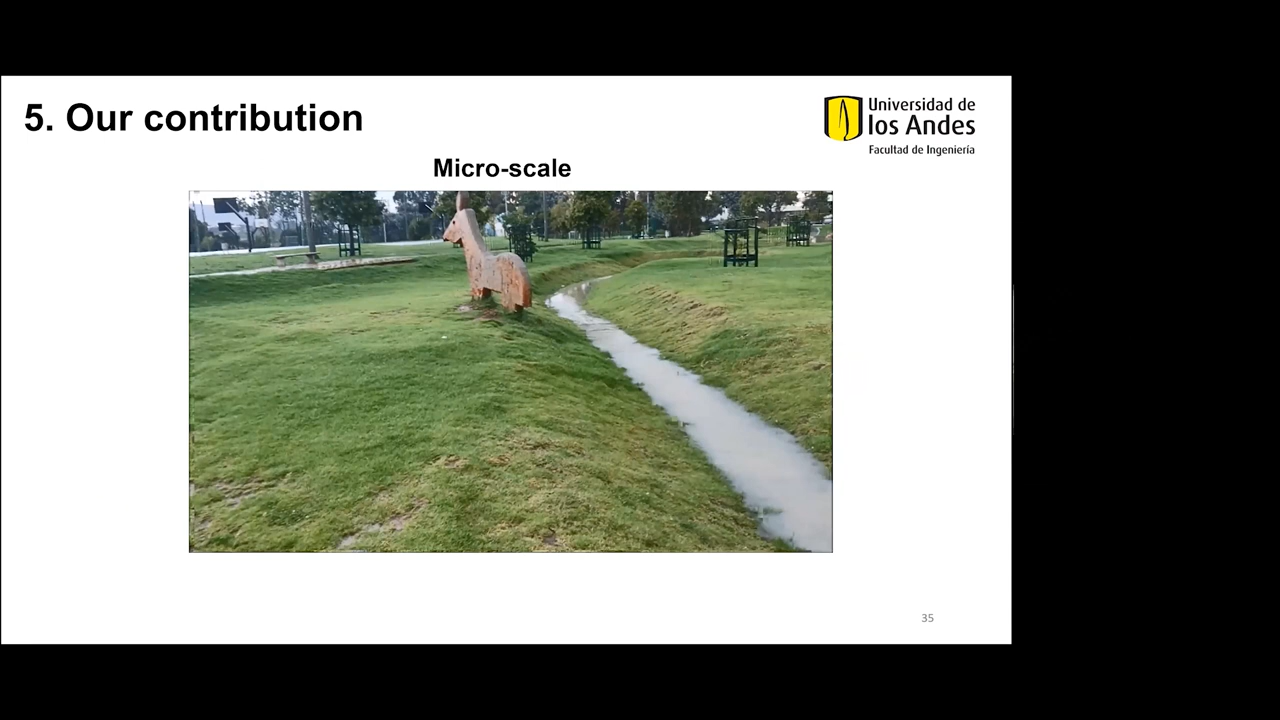 5. Our contribution
Universidad de
los Andes
Facultad de Ingeniería
Micro-scale
35